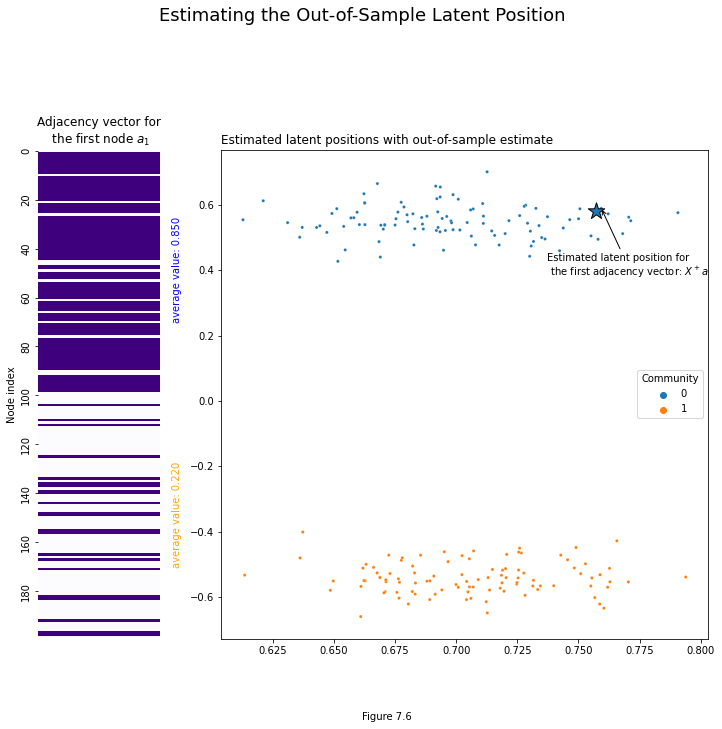 Estimating the Out-of-Sample Latent Position
Adjacency vector for
the first node a₁
0
20
40
60
80
100
120
140
160
180
Node index
average value: 0.850
average value: 0.220
Estimated latent positions with out-of-sample estimate
0.6
0.4
0.2
0.0
−0.2
−0.4
−0.6
Estimated latent position for
the first adjacency vector: X⁺a
Community
0
1
0.625
0.650
0.675
0.700
0.725
0.750
0.775
0.800
Figure 7.6